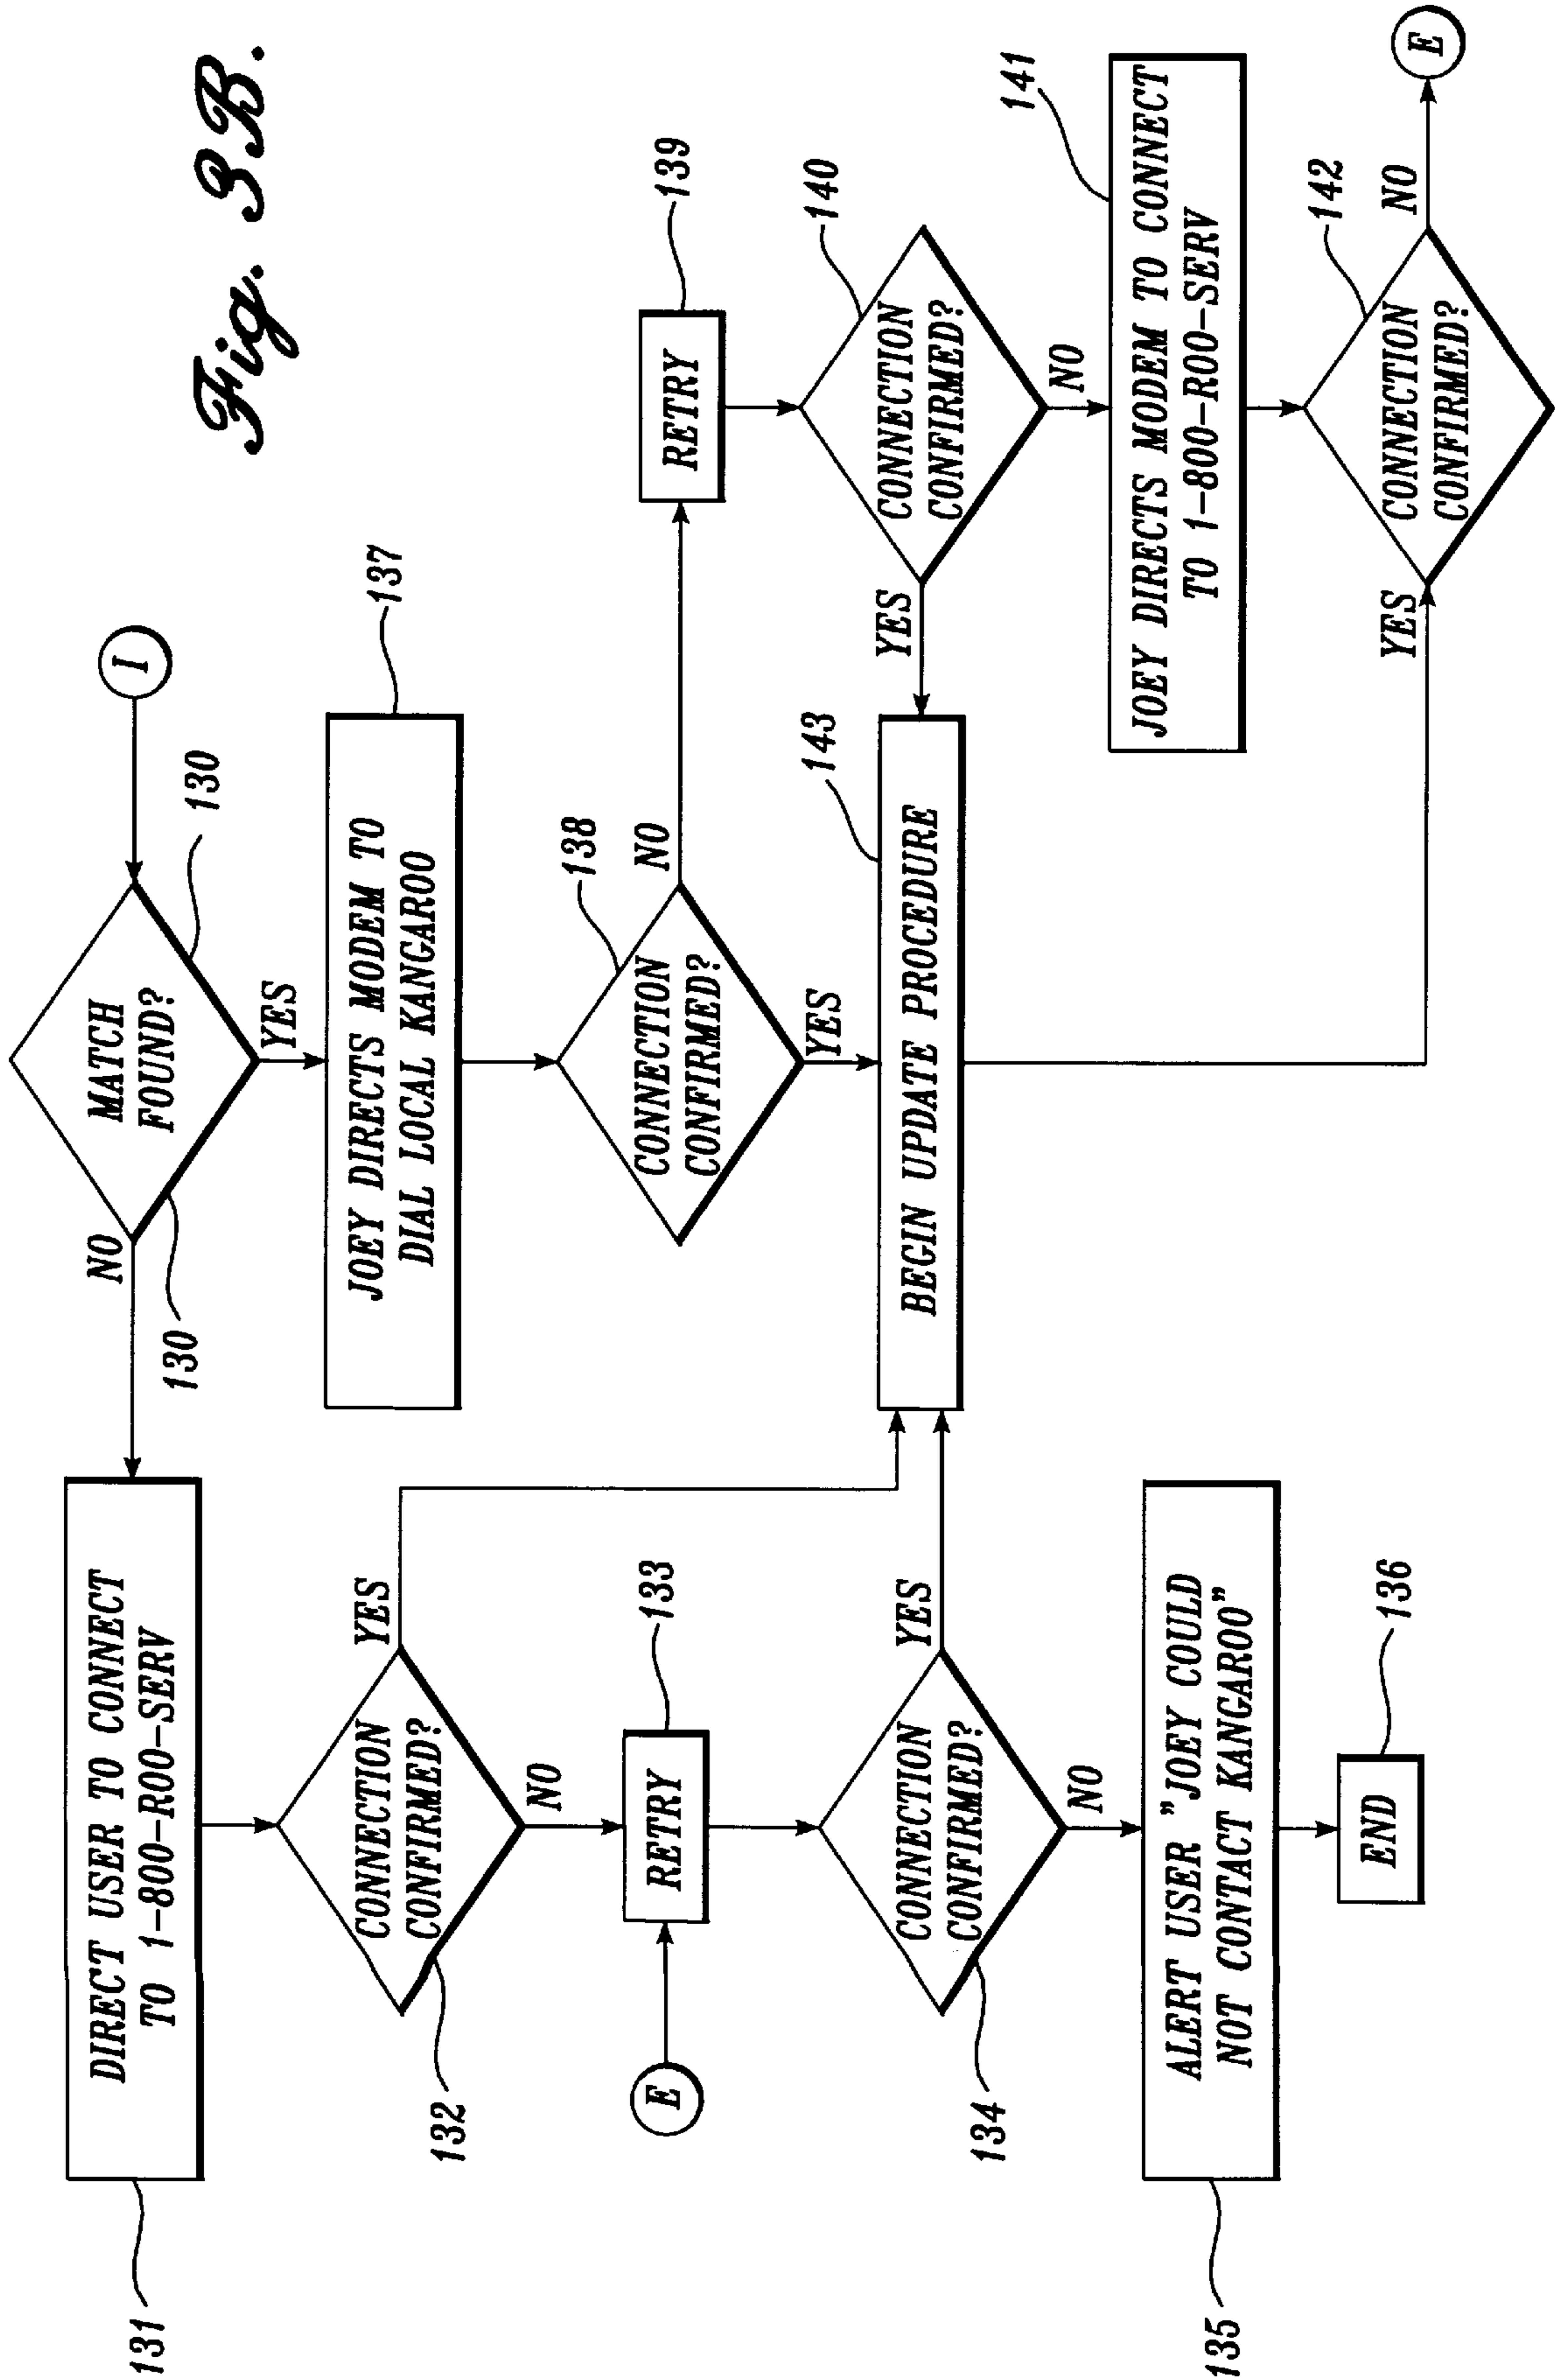 Fig. 3B.
I
130
MATCH
FOUND?
NO
130
YES
131
DIRECT USER TO CONNECT
TO 1-800-ROO-SERV
JOEY DIRECTS MODEM TO
DIAL LOCAL KANGAROO
137
132
CONNECTION
CONFIRMED?
YES
NO
CONNECTION
CONFIRMED?
138
NO
YES
RETRY
139
E
RETRY
133
CONNECTION
CONFIRMED?
140
YES
NO
134
CONNECTION
CONFIRMED?
YES
NO
BEGIN UPDATE PROCEDURE
143
JOEY DIRECTS MODEM TO CONNECT
TO 1-800-ROO-SERV
141
135
ALERT USER "JOEY COULD
NOT CONTACT KANGAROO"
END
136
YES
CONNECTION
CONFIRMED?
142
NO
E